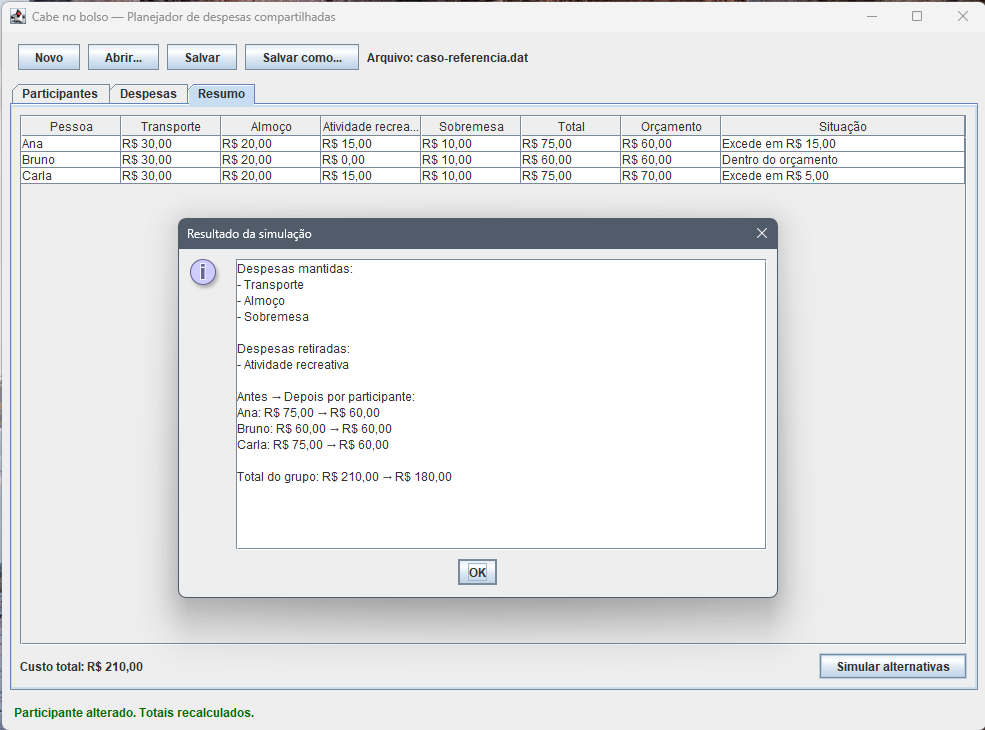 Cabe no bolso — Planejador de despesas compartilhadas
Novo Abrir... Salvar Salvar como... Arquivo: caso-referencia.dat
Participantes Despesas Resumo
Pessoa Transporte Almoço Atividade recrea... Sobremesa Total Orçamento Situação
Ana R$ 30,00 R$ 20,00 R$ 15,00 R$ 10,00 R$ 75,00 R$ 60,00 Excede em R$ 15,00
Bruno R$ 30,00 R$ 20,00 R$ 0,00 R$ 10,00 R$ 60,00 R$ 60,00 Dentro do orçamento
Carla R$ 30,00 R$ 20,00 R$ 15,00 R$ 10,00 R$ 75,00 R$ 70,00 Excede em R$ 5,00
Resultado da simulação
i
Despesas mantidas:
- Transporte
- Almoço
- Sobremesa
Despesas retiradas:
- Atividade recreativa
Antes → Depois por participante:
Ana: R$ 75,00 → R$ 60,00
Bruno: R$ 60,00 → R$ 60,00
Carla: R$ 75,00 → R$ 60,00
Total do grupo: R$ 210,00 → R$ 180,00
OK
Custo total: R$ 210,00 Simular alternativas
Participante alterado. Totais recalculados.